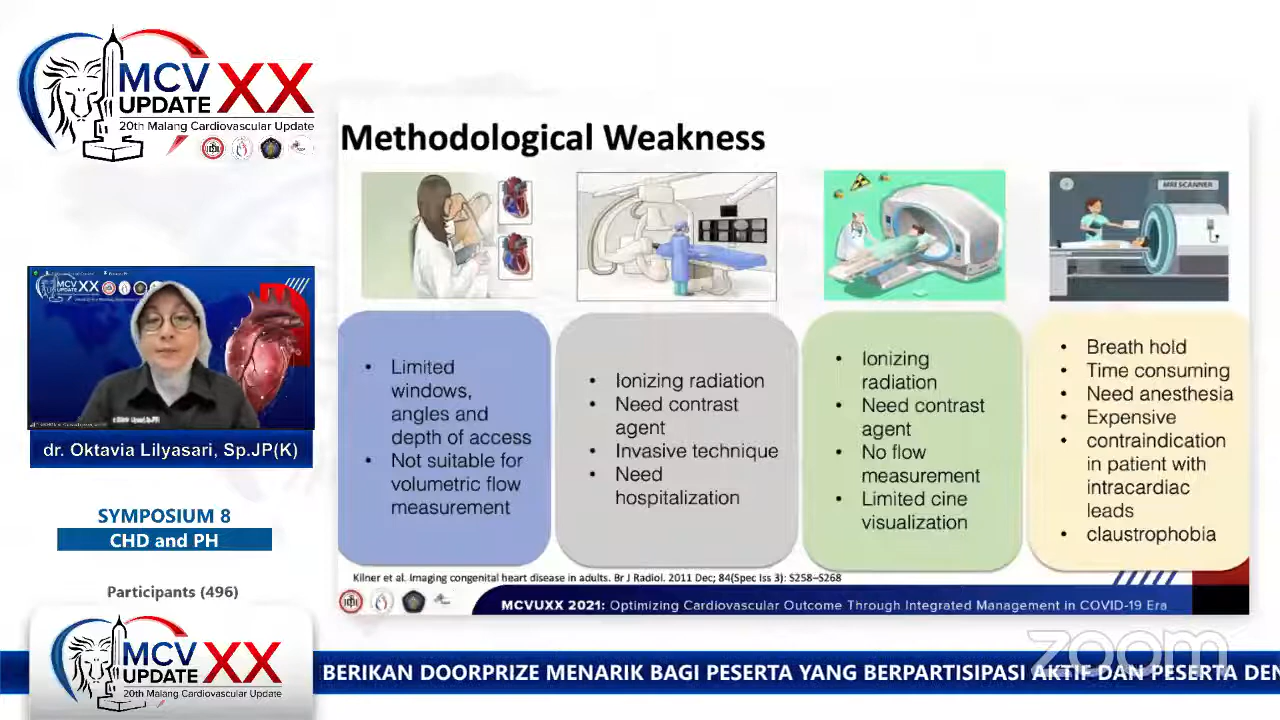 MCV XX
UPDATE
20th Malang Cardiovascular Update
MCV XX
dr. Oktavia Lilyasari, Sp.JP(K)
SYMPOSIUM 8
CHD and PH
Participants (496)
MCV XX
UPDATE
20th Malang Cardiovascular Update
Methodological Weakness
MRI SCANNER
• Limited
windows,
angles and
depth of access
• Not suitable for
volumetric flow
measurement
• Ionizing radiation
• Need contrast
agent
• Invasive technique
• Need
hospitalization
• Ionizing
radiation
• Need contrast
agent
• No flow
measurement
• Limited cine
visualization
• Breath hold
• Time consuming
• Need anesthesia
• Expensive
• contraindication
in patient with
intracardiac
leads
• claustrophobia
Kilner et al. Imaging congenital heart disease in adults. Br J Radiol. 2011 Dec; 84(Spec Iss 3): S258–S268
MCVUXX 2021: Optimizing Cardiovascular Outcome Through Integrated Management in COVID-19 Era
zoom
BERIKAN DOORPRIZE MENARIK BAGI PESERTA YANG BERPARTISIPASI AKTIF DAN PESERTA DEN